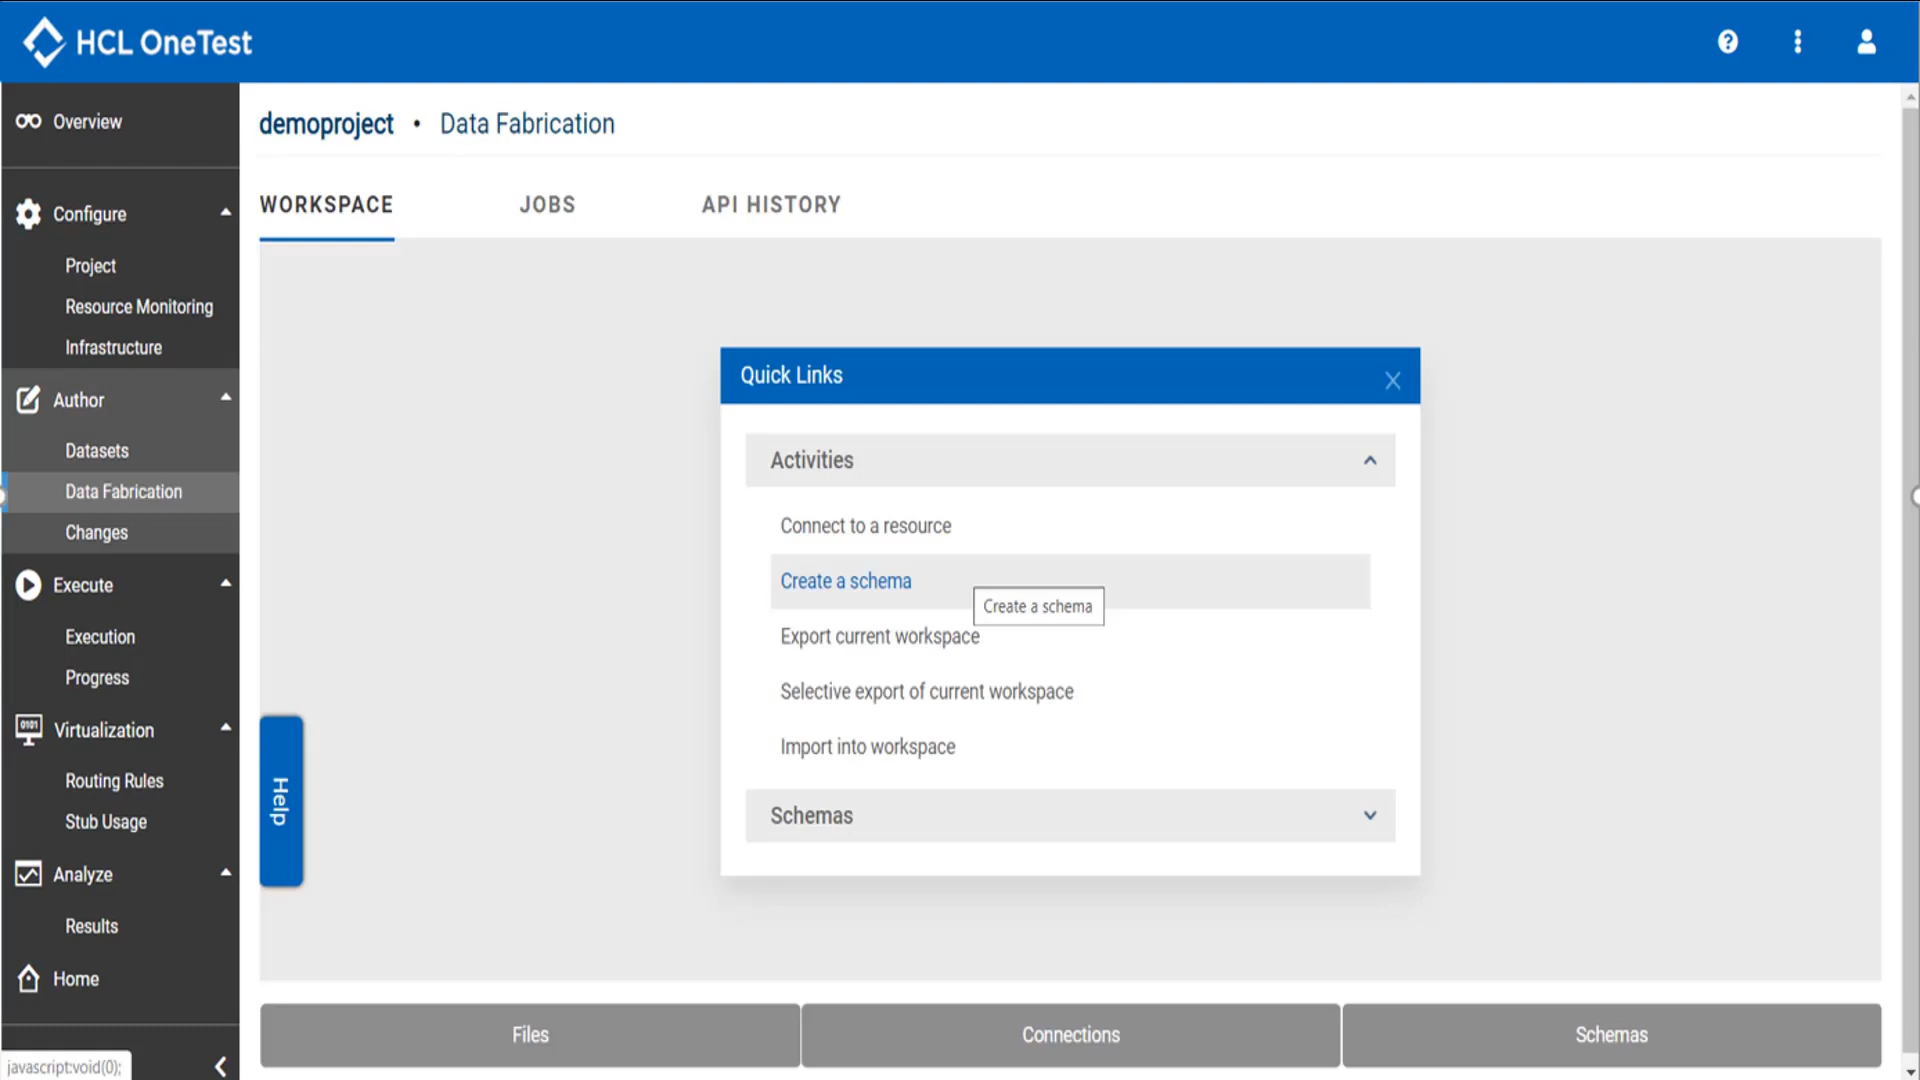 HCL OneTest
Overview
demoproject • Data Fabrication
WORKSPACE
JOBS
API HISTORY
Configure
Project
Resource Monitoring
Infrastructure
Author
Datasets
Data Fabrication
Changes
Execute
Execution
Progress
Virtualization
Routing Rules
Stub Usage
Analyze
Results
Home
javascript:void(0);
Help
Quick Links
Activities
Connect to a resource
Create a schema
Create a schema
Export current workspace
Selective export of current workspace
Import into workspace
Schemas
Files
Connections
Schemas
0101